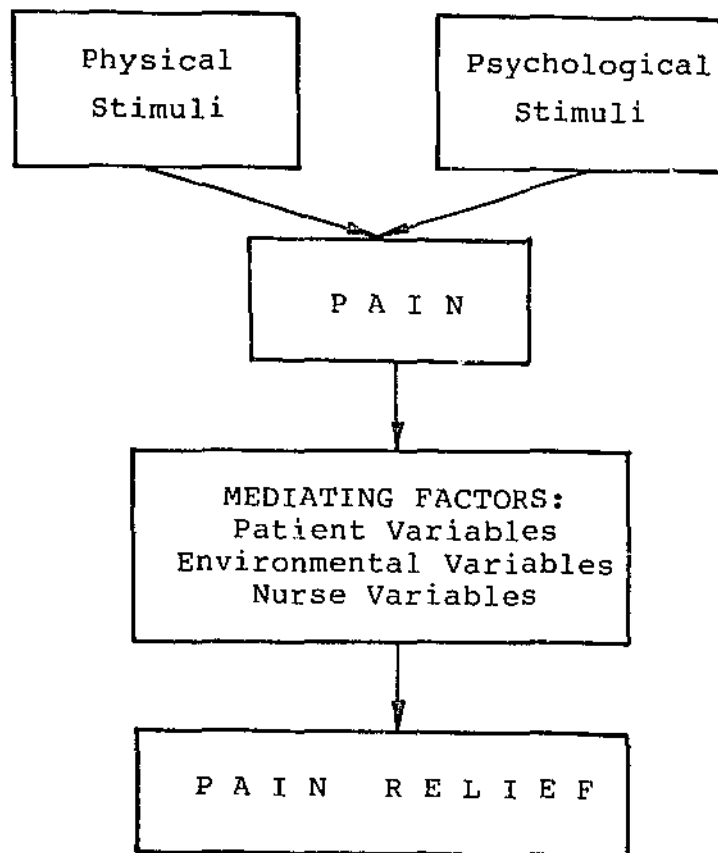 Physical
Stimuli
Psychological
Stimuli
P A I N
MEDIATING FACTORS:
Patient Variables
Environmental Variables
Nurse Variables
P A I N   R E L I E F